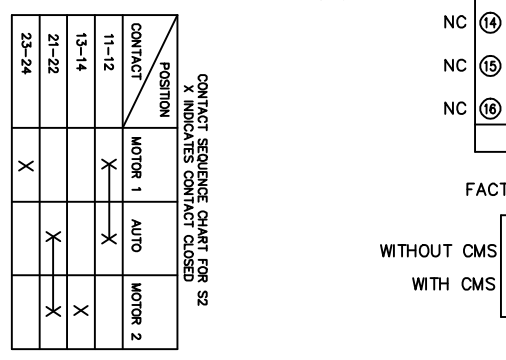 CONTACT SEQUENCE CHART FOR S2
X INDICATES CONTACT CLOSED
POSITION
CONTACT MOTOR 1 AUTO MOTOR 2
11-12 X X
13-14 X
21-22 X X
23-24 X
NC 14
NC 15
NC 16
FACT
WITHOUT CMS
WITH CMS